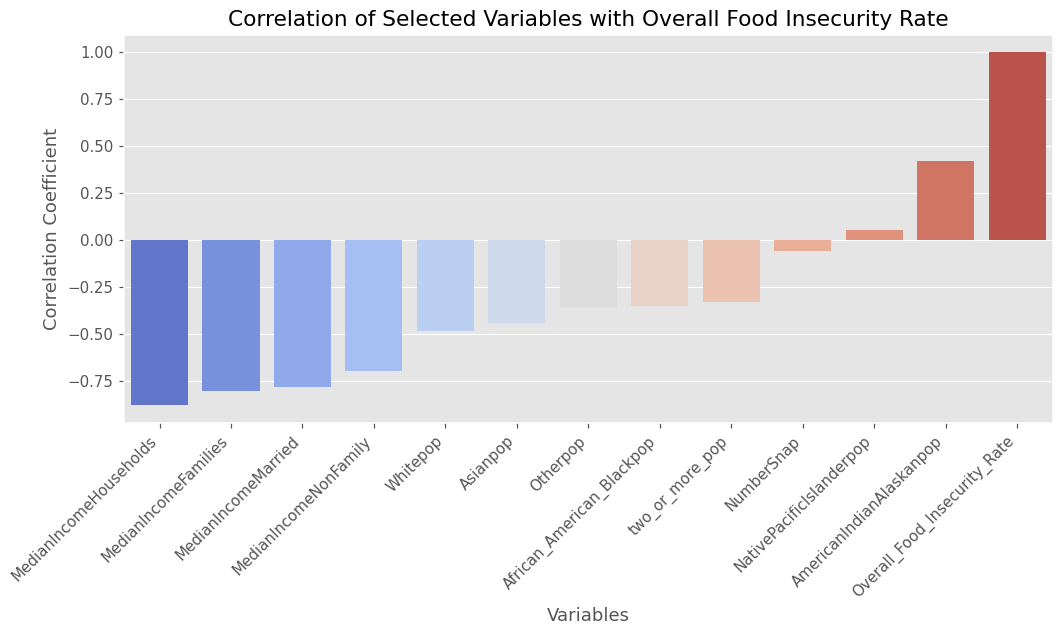 Correlation of Selected Variables with Overall Food Insecurity Rate
Correlation Coefficient
1.00
0.75
0.50
0.25
0.00
−0.25
−0.50
−0.75
MedianIncomeHouseholds
MedianIncomeFamilies
MedianIncomeMarried
MedianIncomeNonFamily
Whitepop
Asianpop
Otherpop
African_American_Blackpop
two_or_more_pop
NumberSnap
NativePacificIslanderpop
AmericanIndianAlaskanpop
Overall_Food_Insecurity_Rate
Variables